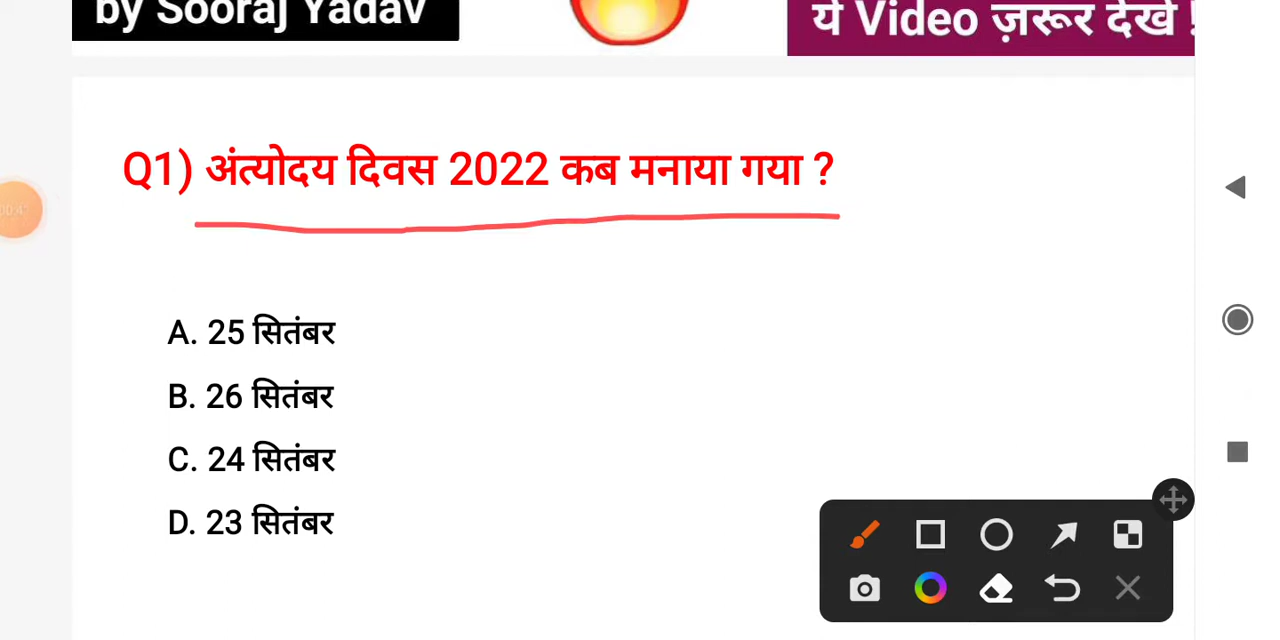 by Sooraj Yadav
ये Video ज़रूर देखें !
Q1) अंत्योदय दिवस 2022 कब मनाया गया ?
A. 25 सितंबर
B. 26 सितंबर
C. 24 सितंबर
D. 23 सितंबर